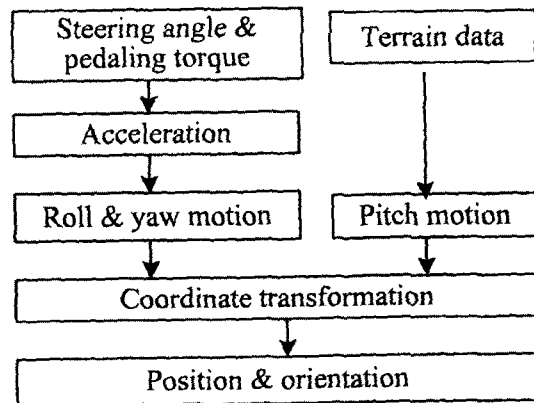 Steering angle &
pedaling torque
Terrain data
Acceleration
Roll & yaw motion
Pitch motion
Coordinate transformation
Position & orientation